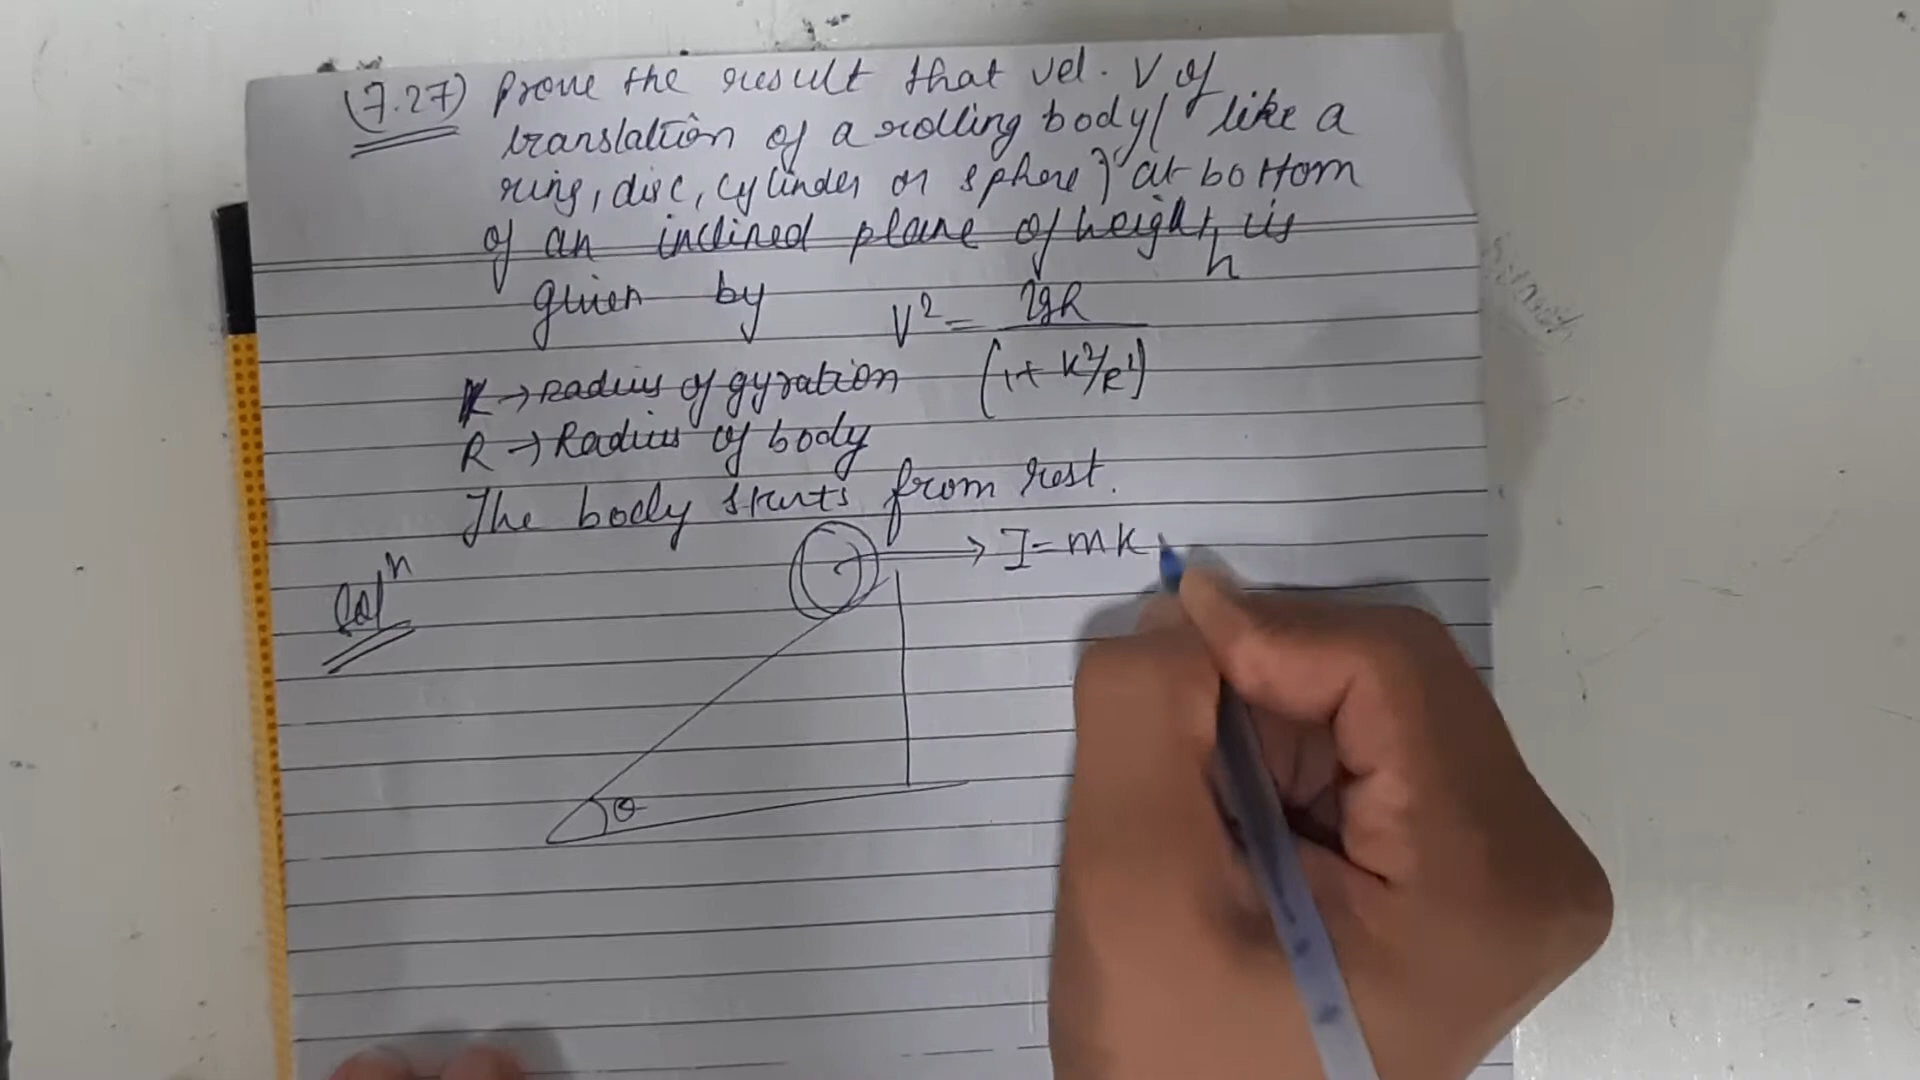 (7.27) Prove the result that vel. V of
translation of a rolling body ( like a
ring, disc, cylinder or sphere) at bottom
of an inclined plane of height h is
given by V² = 2gh / (1 + K²/R²)
K → radius of gyration
R → Radius of body
The body starts from rest.
Solⁿ
I = mK
θ